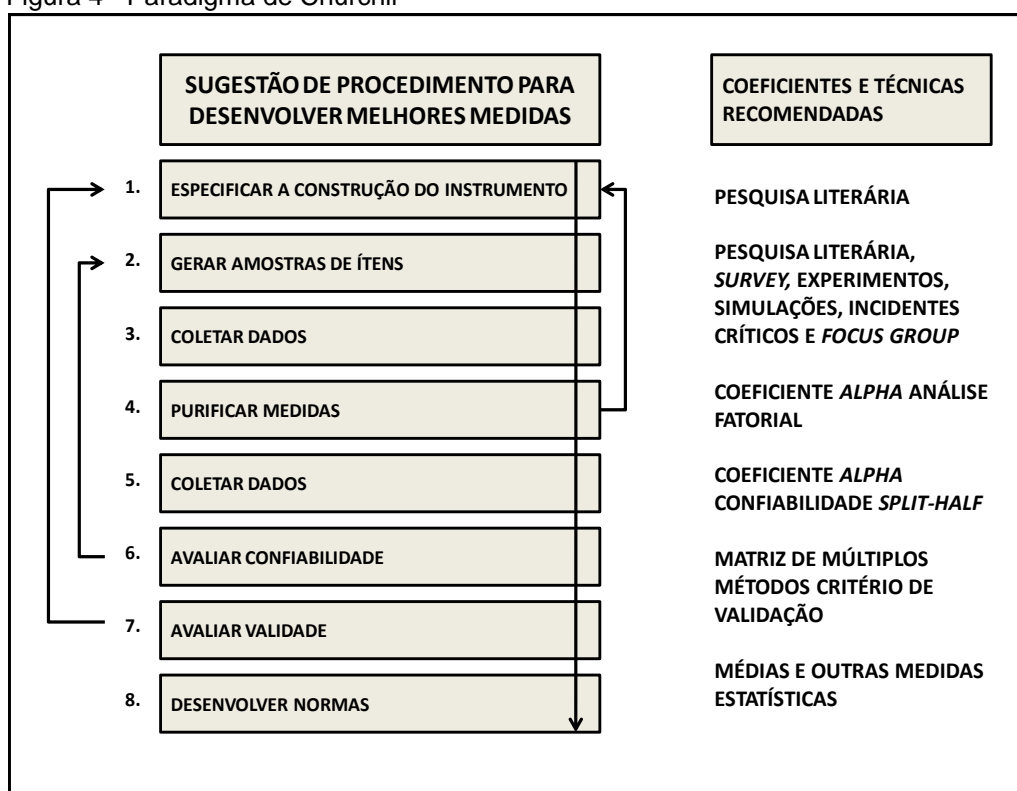 Figura 4 - Paradigma de Churchil
SUGESTÃO DE PROCEDIMENTO PARA
DESENVOLVER MELHORES MEDIDAS
1. ESPECIFICAR A CONSTRUÇÃO DO INSTRUMENTO
2. GERAR AMOSTRAS DE ÍTENS
3. COLETAR DADOS
4. PURIFICAR MEDIDAS
5. COLETAR DADOS
6. AVALIAR CONFIABILIDADE
7. AVALIAR VALIDADE
8. DESENVOLVER NORMAS
COEFICIENTES E TÉCNICAS
RECOMENDADAS
PESQUISA LITERÁRIA
PESQUISA LITERÁRIA,
SURVEY, EXPERIMENTOS,
SIMULAÇÕES, INCIDENTES
CRÍTICOS E FOCUS GROUP
COEFICIENTE ALPHA ANÁLISE
FATORIAL
COEFICIENTE ALPHA
CONFIABILIDADE SPLIT-HALF
MATRIZ DE MÚLTIPLOS
MÉTODOS CRITÉRIO DE
VALIDAÇÃO
MÉDIAS E OUTRAS MEDIDAS
ESTATÍSTICAS